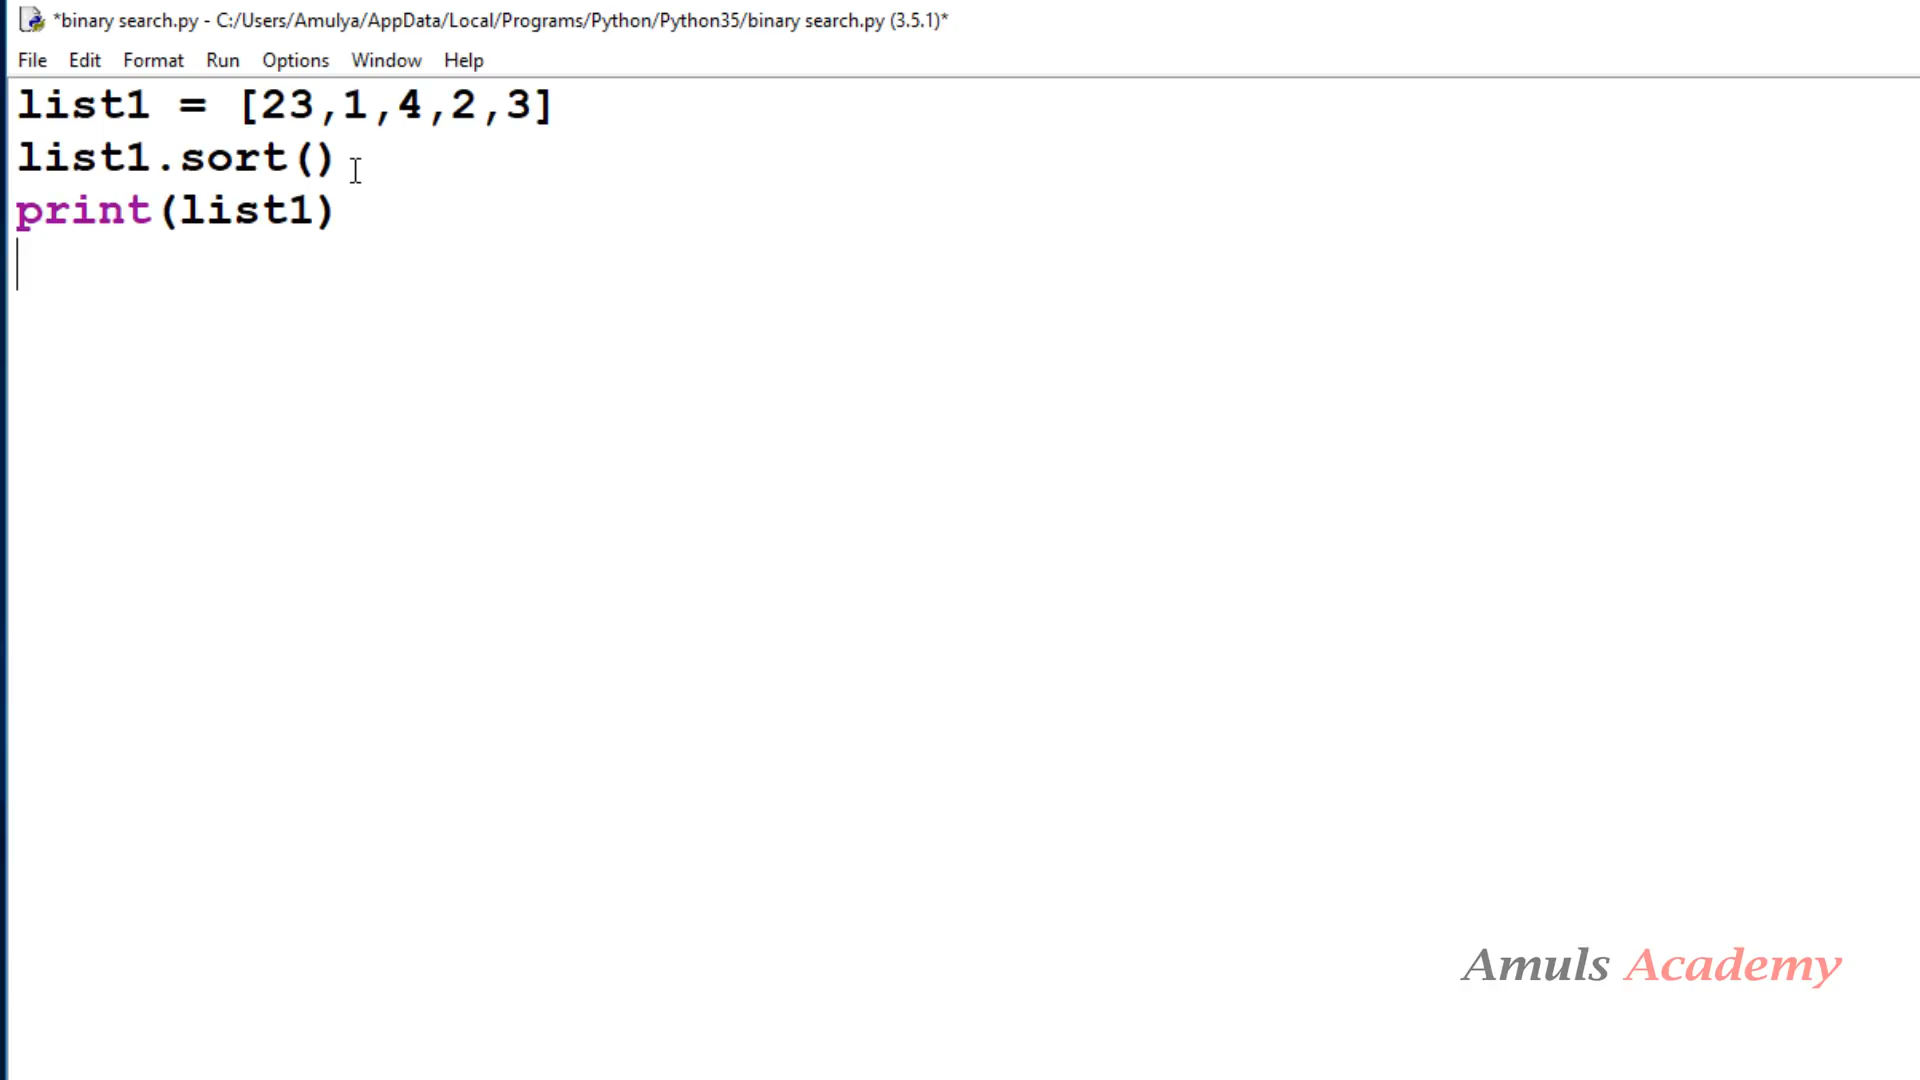 *binary search.py - C:/Users/Amulya/AppData/Local/Programs/Python/Python35/binary search.py (3.5.1)*
File Edit Format Run Options Window Help
list1 = [23,1,4,2,3]
list1.sort()
print(list1)
Amuls Academy